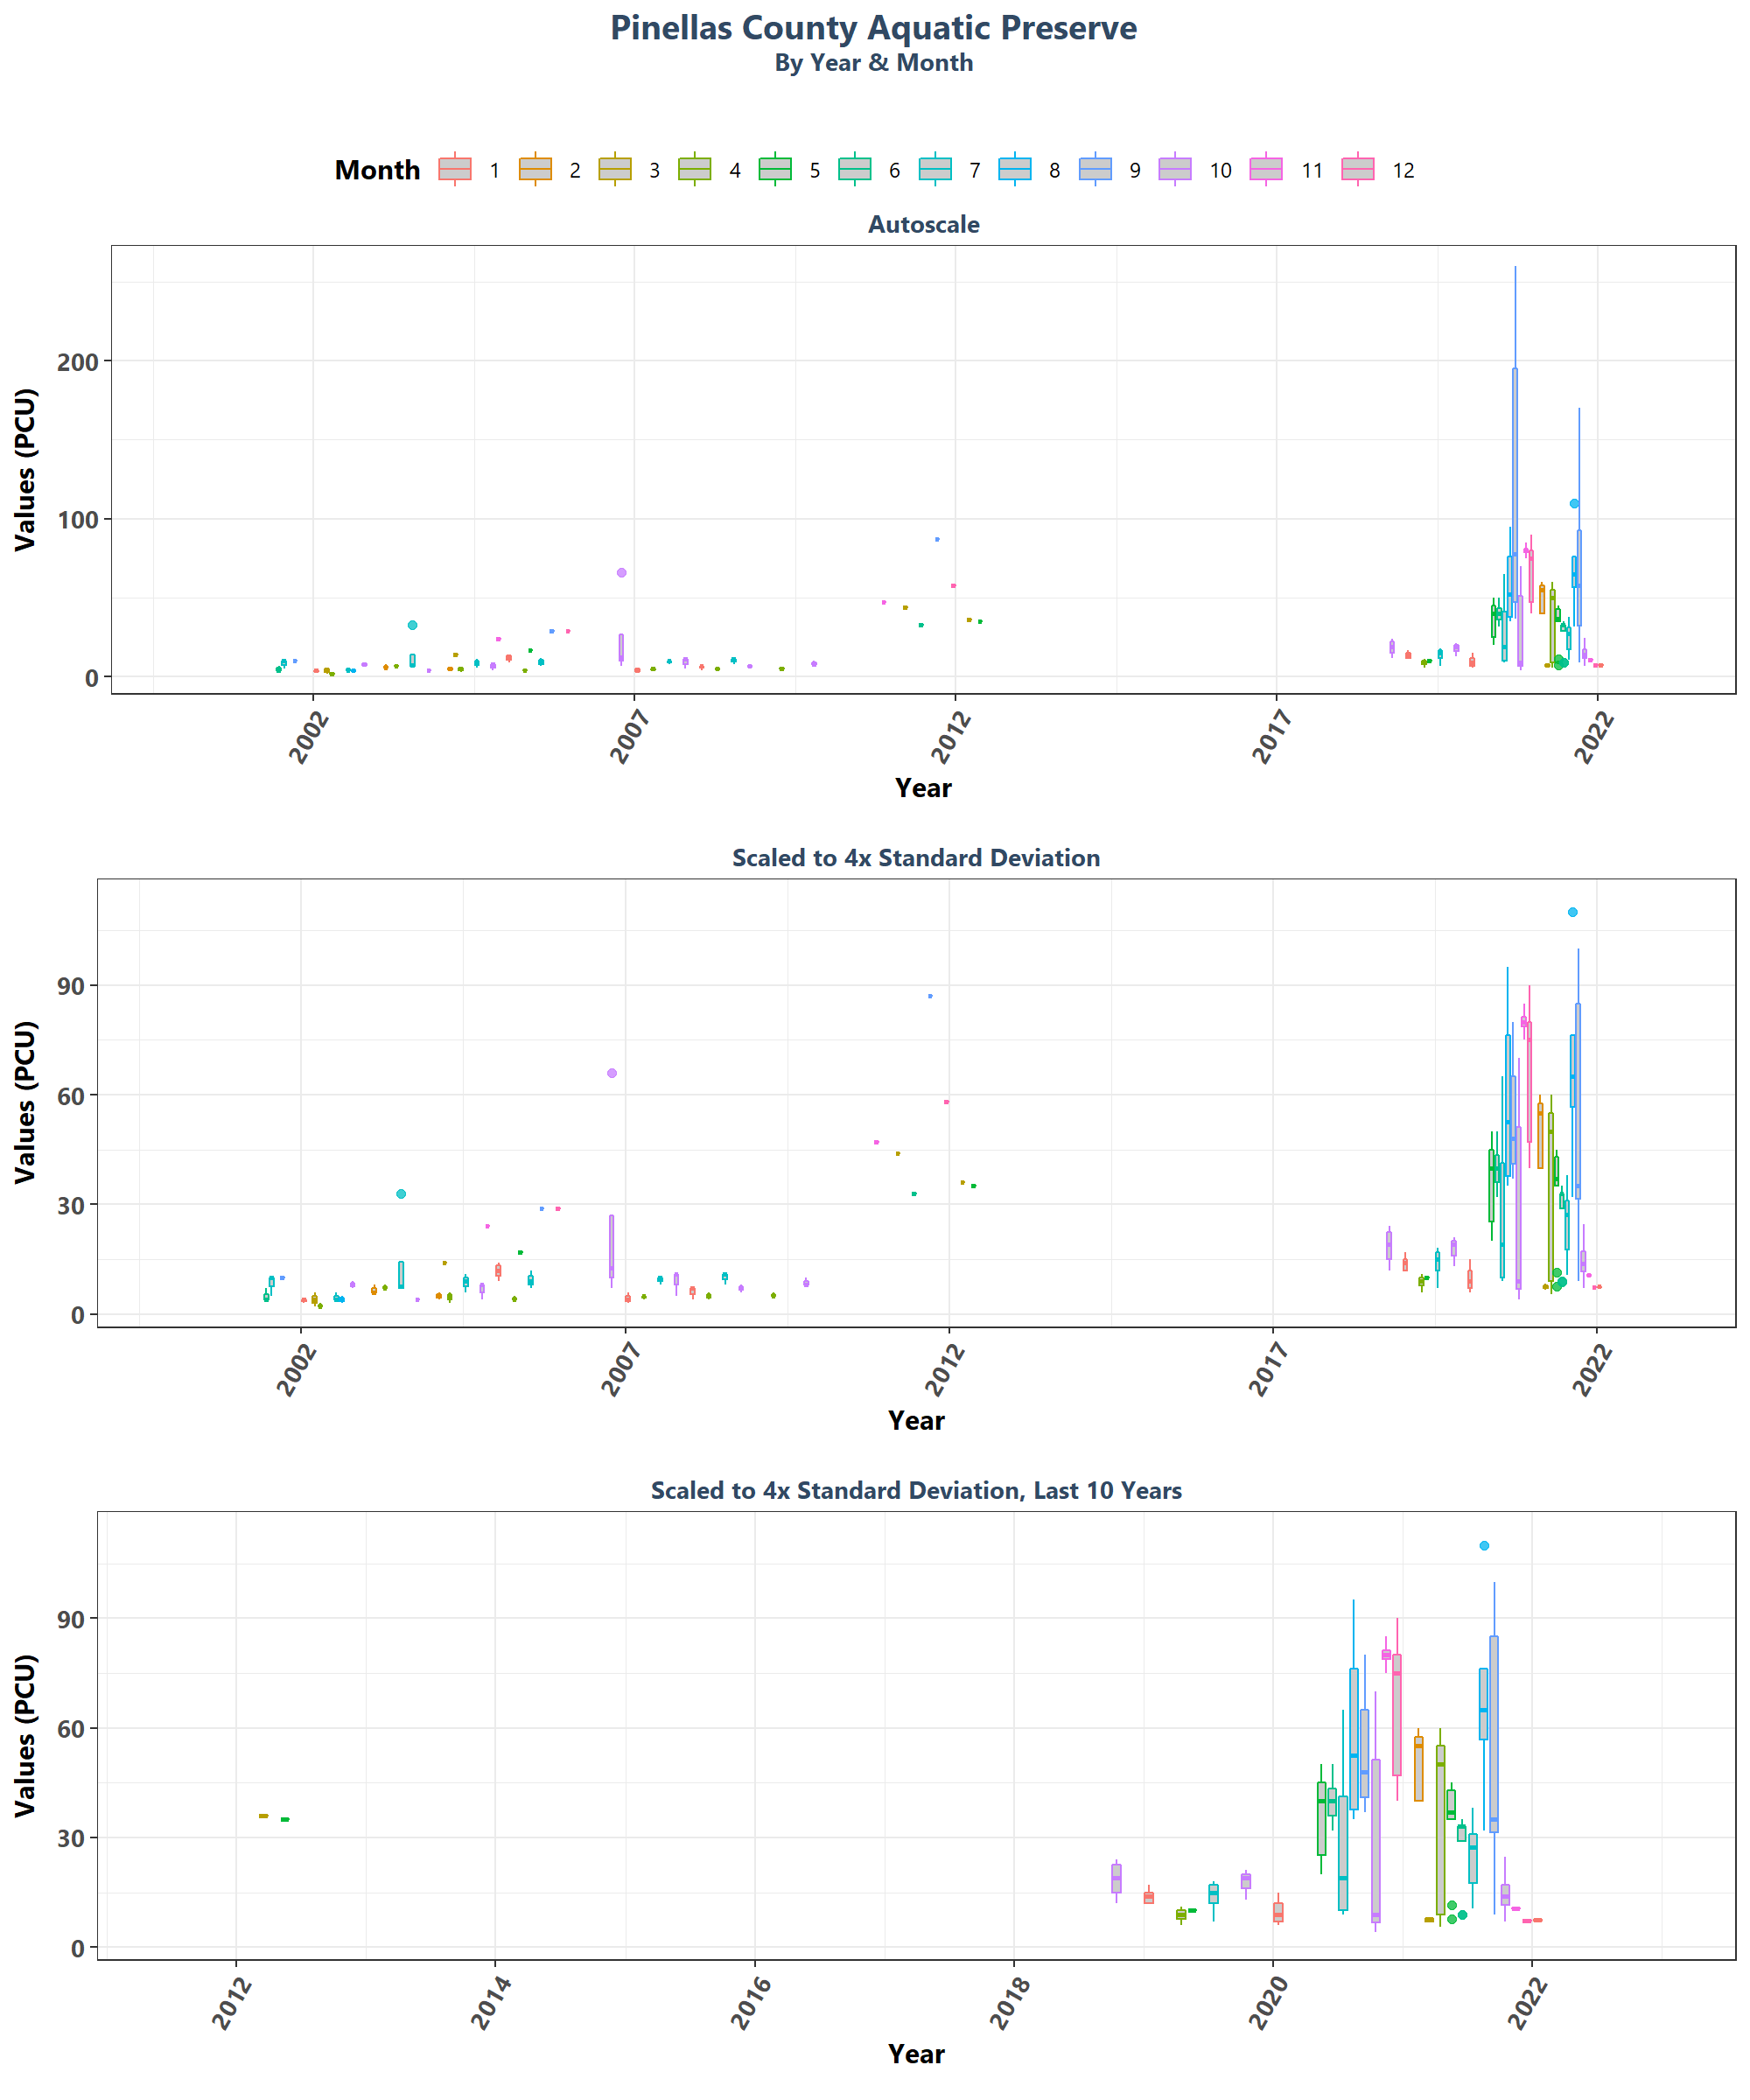 Pinellas County Aquatic Preserve
By Year & Month
Month 1 2 3 4 5 6 7 8 9 10 11 12
Autoscale
200
100
0
Values (PCU)
2002 2007 2012 2017 2022
Year
Scaled to 4x Standard Deviation
90
60
30
0
Values (PCU)
2002 2007 2012 2017 2022
Year
Scaled to 4x Standard Deviation, Last 10 Years
90
60
30
0
Values (PCU)
2012 2014 2016 2018 2020 2022
Year